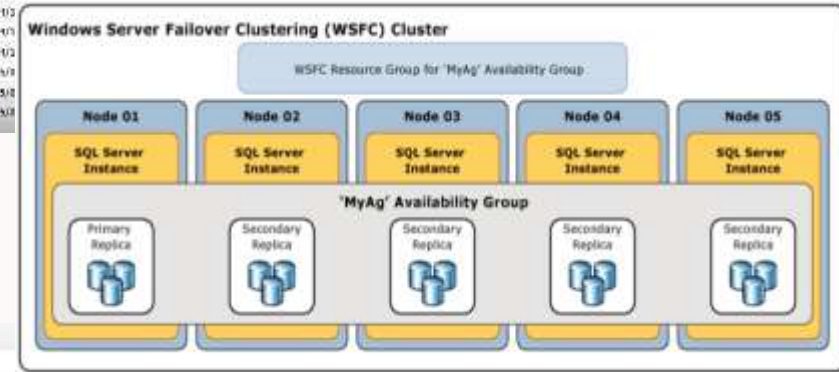 Windows Server Failover Clustering (WSFC) Cluster
WSFC Resource Group for 'MyAg' Availability Group
Node 01
Node 02
Node 03
Node 04
Node 05
SQL Server
Instance
SQL Server
Instance
SQL Server
Instance
SQL Server
Instance
SQL Server
Instance
'MyAg' Availability Group
Primary
Replica
Secondary
Replica
Secondary
Replica
Secondary
Replica
Secondary
Replica